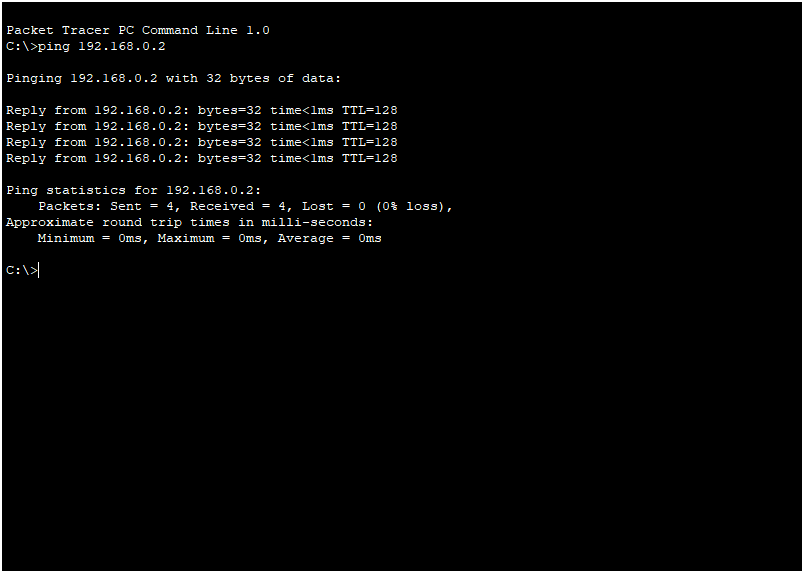 Packet Tracer PC Command Line 1.0
C:\>ping 192.168.0.2
Pinging 192.168.0.2 with 32 bytes of data:
Reply from 192.168.0.2: bytes=32 time<1ms TTL=128
Reply from 192.168.0.2: bytes=32 time<1ms TTL=128
Reply from 192.168.0.2: bytes=32 time<1ms TTL=128
Reply from 192.168.0.2: bytes=32 time<1ms TTL=128
Ping statistics for 192.168.0.2:
    Packets: Sent = 4, Received = 4, Lost = 0 (0% loss),
Approximate round trip times in milli-seconds:
    Minimum = 0ms, Maximum = 0ms, Average = 0ms
C:\>